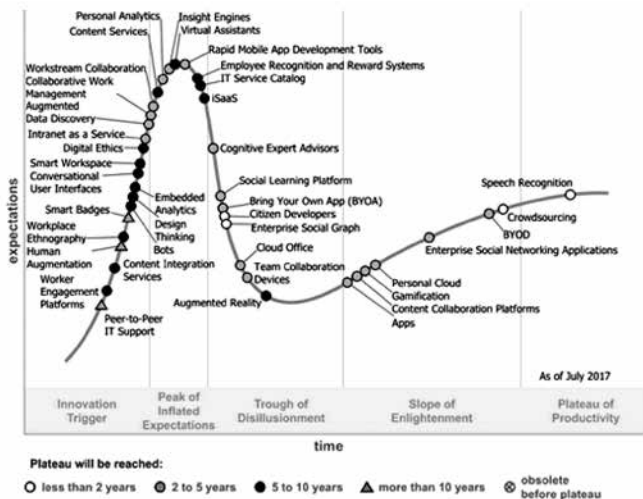 Personal Analytics
Content Services
Insight Engines
Virtual Assistants
Rapid Mobile App Development Tools
Employee Recognition and Reward Systems
IT Service Catalog
iSaaS
Workstream Collaboration
Collaborative Work
Management
Augmented
Data Discovery
Intranet as a Service
Digital Ethics
Smart Workspace
Conversational
User Interfaces
Smart Badges
Workplace
Ethnography
Human
Augmentation
Worker
Engagement
Platforms
Embedded
Analytics
Design
Thinking
Bots
Content Integration
Services
Peer-to-Peer
IT Support
Cognitive Expert Advisors
Social Learning Platform
Bring Your Own App (BYOA)
Citizen Developers
Enterprise Social Graph
Cloud Office
Team Collaboration
Devices
Augmented Reality
Speech Recognition
Crowdsourcing
BYOD
Enterprise Social Networking Applications
Personal Cloud
Gamification
Content Collaboration Platforms
Apps
expectations
As of July 2017
Innovation
Trigger
Peak of
Inflated
Expectations
Trough of
Disillusionment
Slope of
Enlightenment
Plateau of
Productivity
time
Plateau will be reached:
less than 2 years
2 to 5 years
5 to 10 years
more than 10 years
obsolete
before plateau